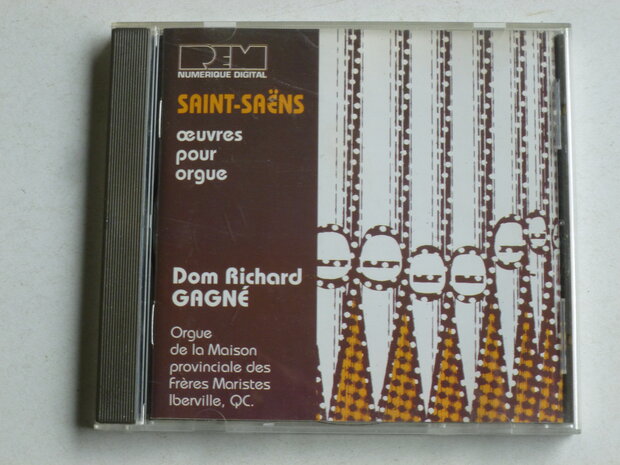 REM
NUMERIQUE DIGITAL
SAINT-SAËNS
œuvres
pour
orgue
Dom Richard
GAGNÉ
Orgue
de la Maison
provinciale des
Frères Maristes
Iberville, QC.